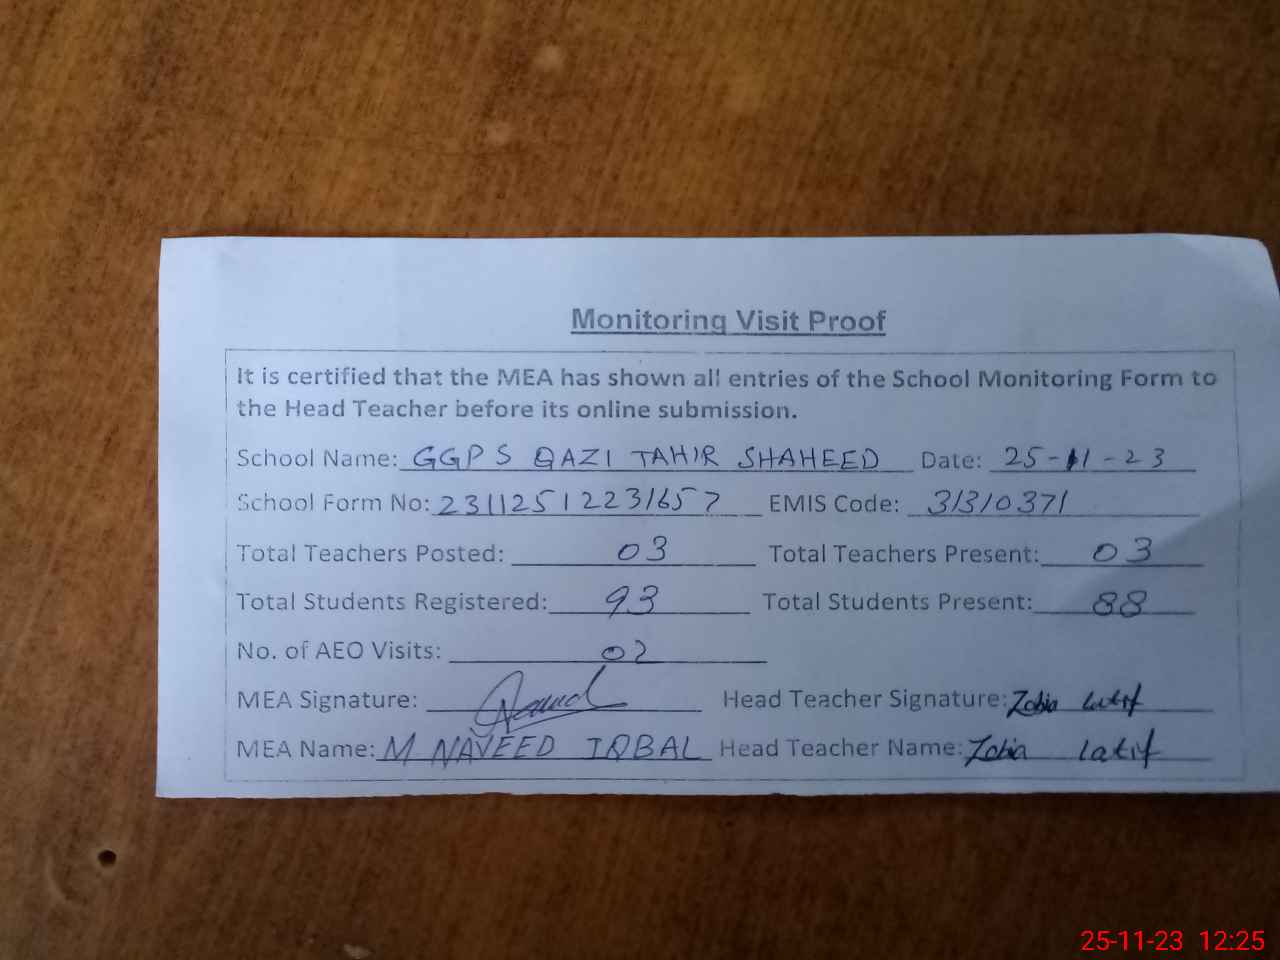 Monitoring Visit Proof
It is certified that the MEA has shown all entries of the School Monitoring Form to
the Head Teacher before its online submission.
School Name: GGPS QAZI TAHIR SHAHEED Date: 25-11-23
School Form No: 231125122231657 EMIS Code: 31310371
Total Teachers Posted: 03 Total Teachers Present: 03
Total Students Registered: 93 Total Students Present: 88
No. of AEO Visits: 02
MEA Signature: Head Teacher Signature: Zobia Latif
MEA Name: M NAVEED IQBAL Head Teacher Name: Zobia Latif
25-11-23 12:25